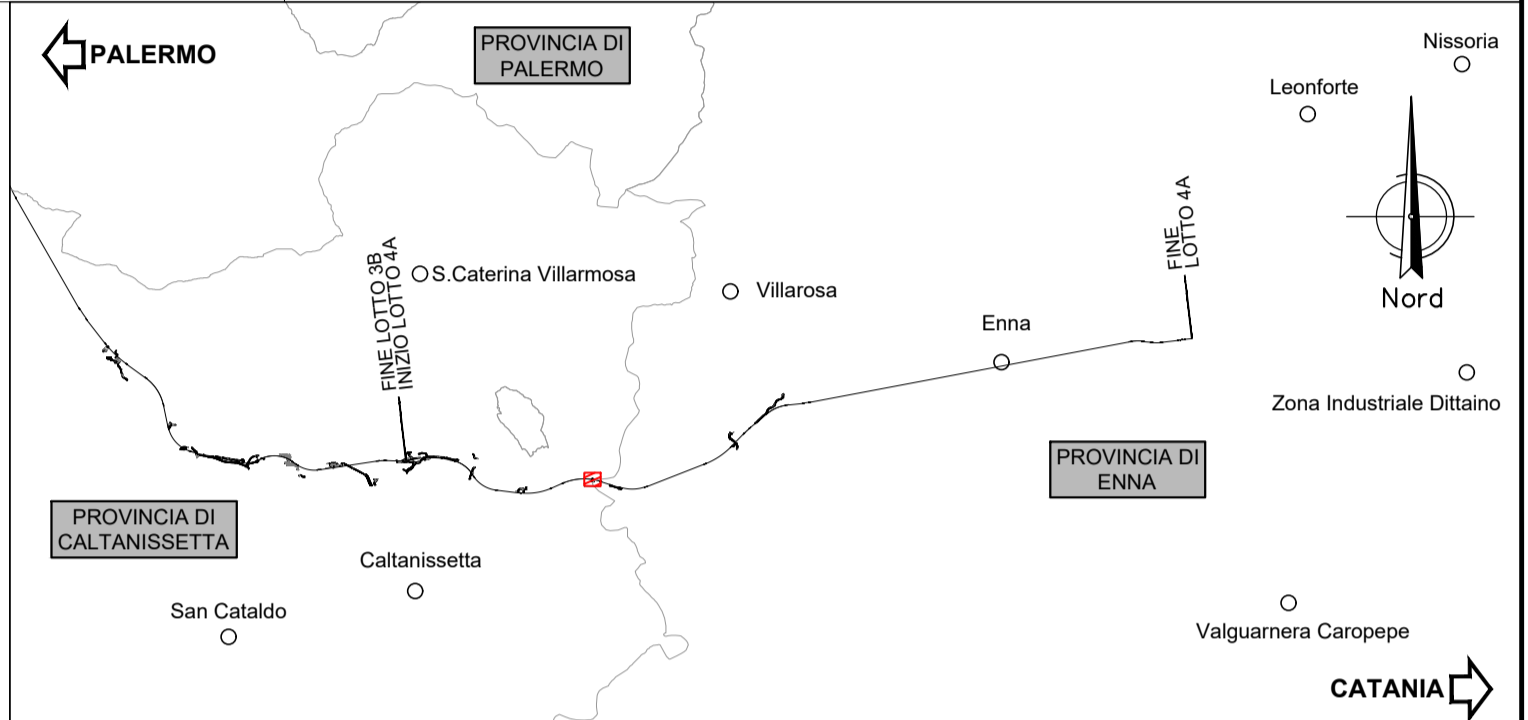 PALERMO
PROVINCIA DI
PALERMO
Nissoria
Leonforte
Nord
FINE LOTTO 3B
INIZIO LOTTO 4A
S.Caterina Villarmosa
Villarosa
Enna
FINE
LOTTO 4A
Zona Industriale Dittaino
PROVINCIA DI
ENNA
PROVINCIA DI
CALTANISSETTA
Caltanissetta
San Cataldo
Valguarnera Caropepe
CATANIA